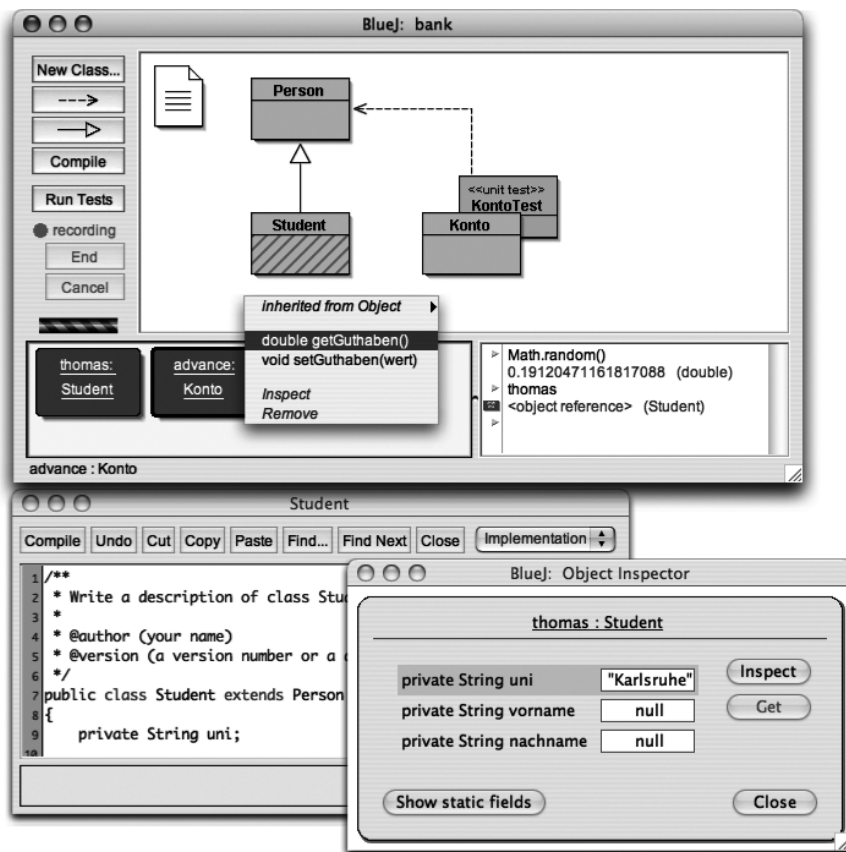 BlueJ: bank
New Class...
Compile
Run Tests
recording
End
Cancel
Person
<<unit test>>
KontoTest
Student
Konto
inherited from Object
double getGuthaben()
void setGuthaben(wert)
Inspect
Remove
thomas:
Student
advance:
Konto
Math.random()
0.19120471161817088 (double)
thomas
<object reference> (Student)
advance : Konto
Student
Compile Undo Cut Copy Paste Find... Find Next Close Implementation
1 /**
2 * Write a description of class Stu
3 *
4 * @author (your name)
5 * @version (a version number or a
6 */
7 public class Student extends Person
8 {
9 private String uni;
10
BlueJ: Object Inspector
thomas : Student
private String uni "Karlsruhe" Inspect
private String vorname null Get
private String nachname null
Show static fields Close